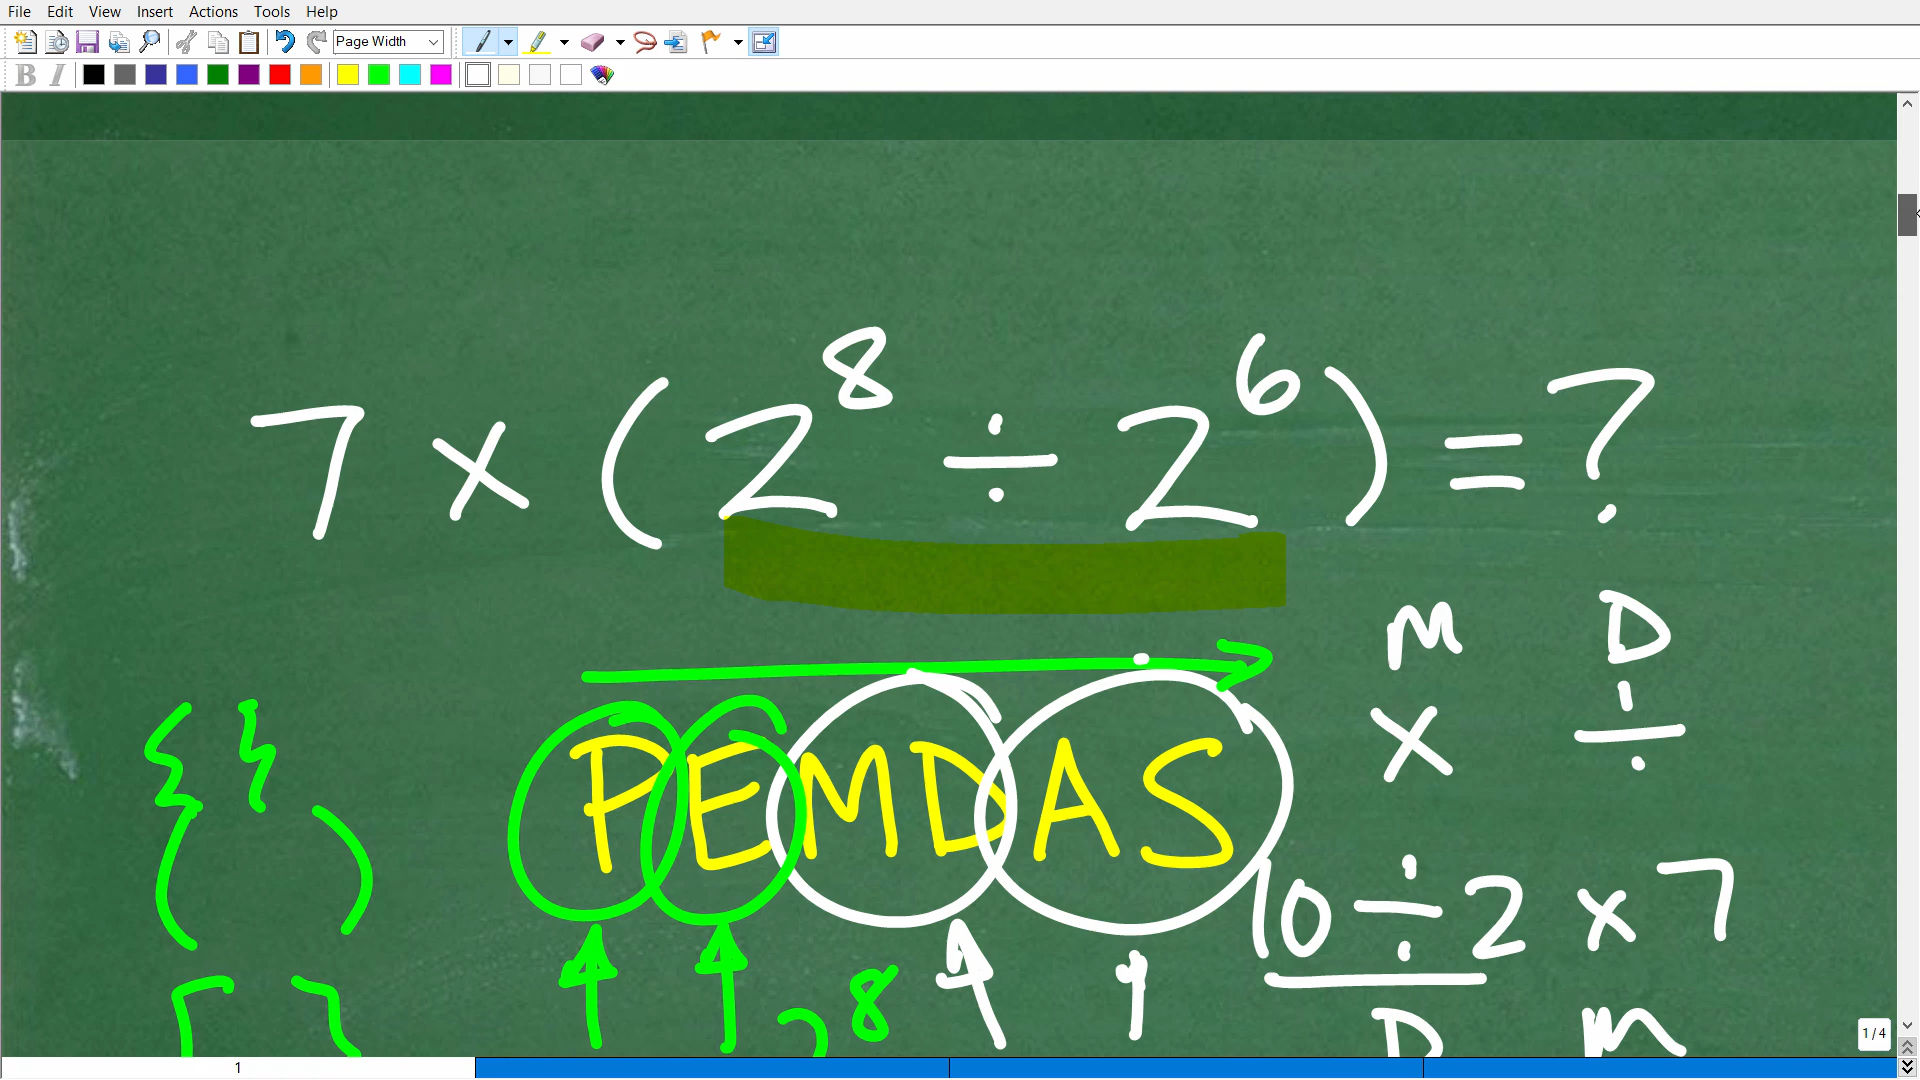 File Edit View Insert Actions Tools Help
Page Width
B I
7 × (2⁸ ÷ 2⁶) = ?
M D
× ÷
{ }
PEMDAS
( )
10 ÷ 2 × 7
[ ]
2⁸
D M
1 / 4
1